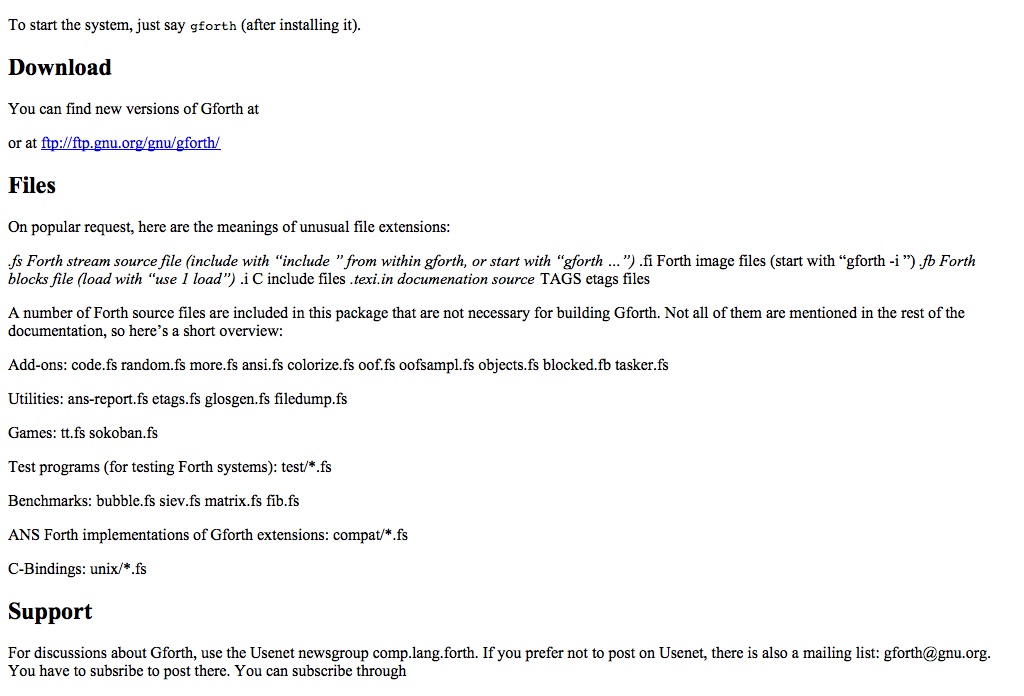 To start the system, just say gforth (after installing it).
Download
You can find new versions of Gforth at
or at ftp://ftp.gnu.org/gnu/gforth/
Files
On popular request, here are the meanings of unusual file extensions:
.fs Forth stream source file (include with “include ” from within gforth, or start with “gforth ... ”) .fi Forth image files (start with “gforth -i ”) .fb Forth
blocks file (load with “use 1 load”) .i C include files .texi.in documenation source TAGS etags files
A number of Forth source files are included in this package that are not necessary for building Gforth. Not all of them are mentioned in the rest of the
documentation, so here’s a short overview:
Add-ons: code.fs random.fs more.fs ansi.fs colorize.fs oof.fs oofsampl.fs objects.fs blocked.fb tasker.fs
Utilities: ans-report.fs etags.fs glosgen.fs filedump.fs
Games: tt.fs sokoban.fs
Test programs (for testing Forth systems): test/*.fs
Benchmarks: bubble.fs siev.fs matrix.fs fib.fs
ANS Forth implementations of Gforth extensions: compat/*.fs
C-Bindings: unix/*.fs
Support
For discussions about Gforth, use the Usenet newsgroup comp.lang.forth. If you prefer not to post on Usenet, there is also a mailing list: gforth@gnu.org.
You have to subsribe to post there. You can subscribe through